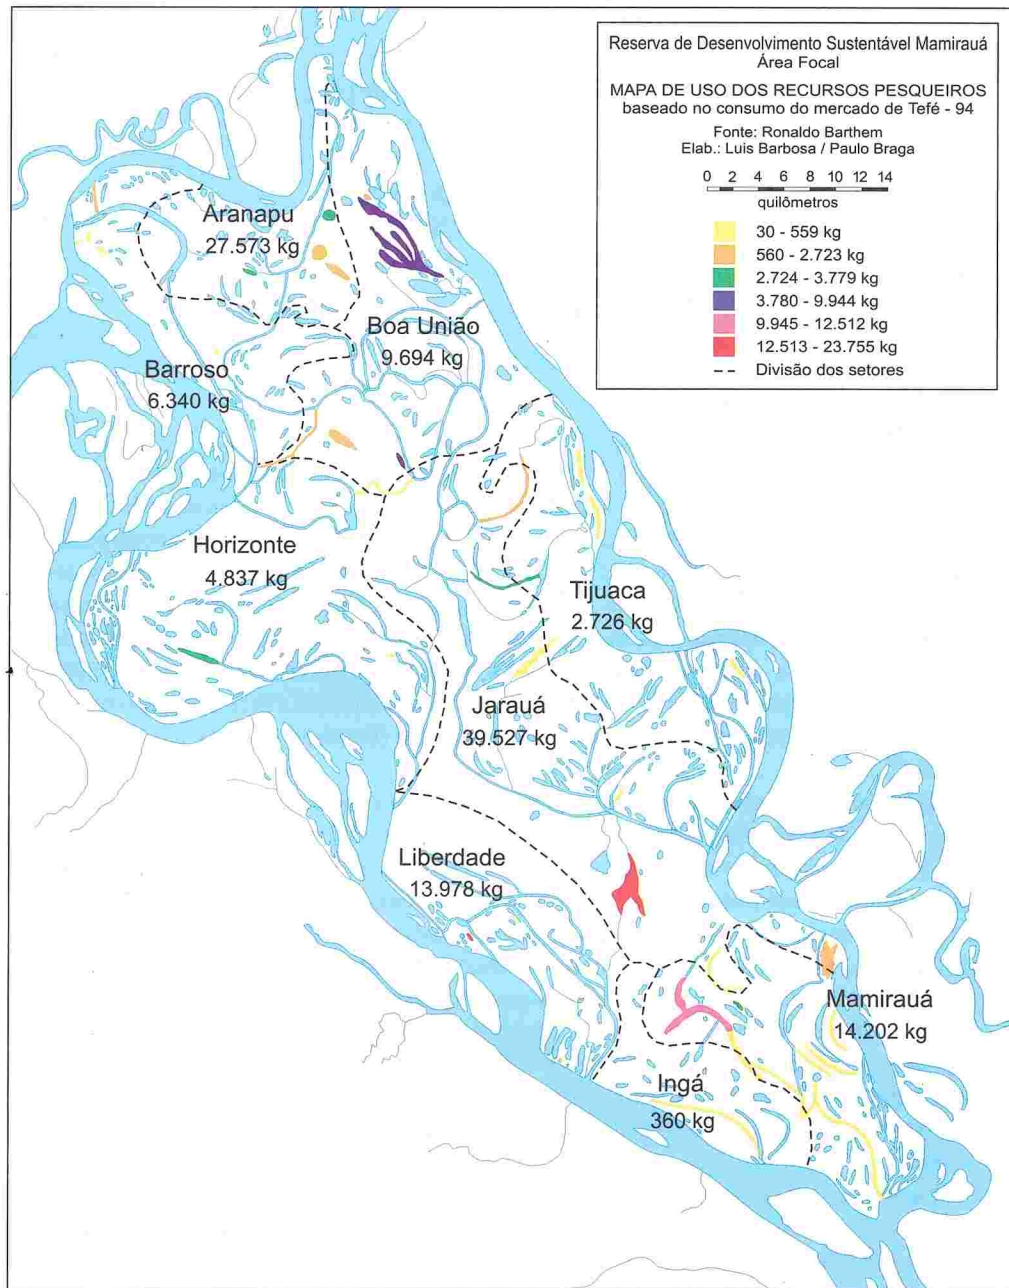 Reserva de Desenvolvimento Sustentável Mamirauá
Área Focal
MAPA DE USO DOS RECURSOS PESQUEIROS
baseado no consumo do mercado de Tefé - 94
Fonte: Ronaldo Barthem
Elab.: Luis Barbosa / Paulo Braga
0 2 4 6 8 10 12 14
quilômetros
30 - 559 kg
560 - 2.723 kg
2.724 - 3.779 kg
3.780 - 9.944 kg
9.945 - 12.512 kg
12.513 - 23.755 kg
Divisão dos setores
Aranapu
27.573 kg
Boa União
9.694 kg
Barroso
6.340 kg
Horizonte
4.837 kg
Tijuaca
2.726 kg
Jarauá
39.527 kg
Liberdade
13.978 kg
Mamirauá
14.202 kg
Ingá
360 kg